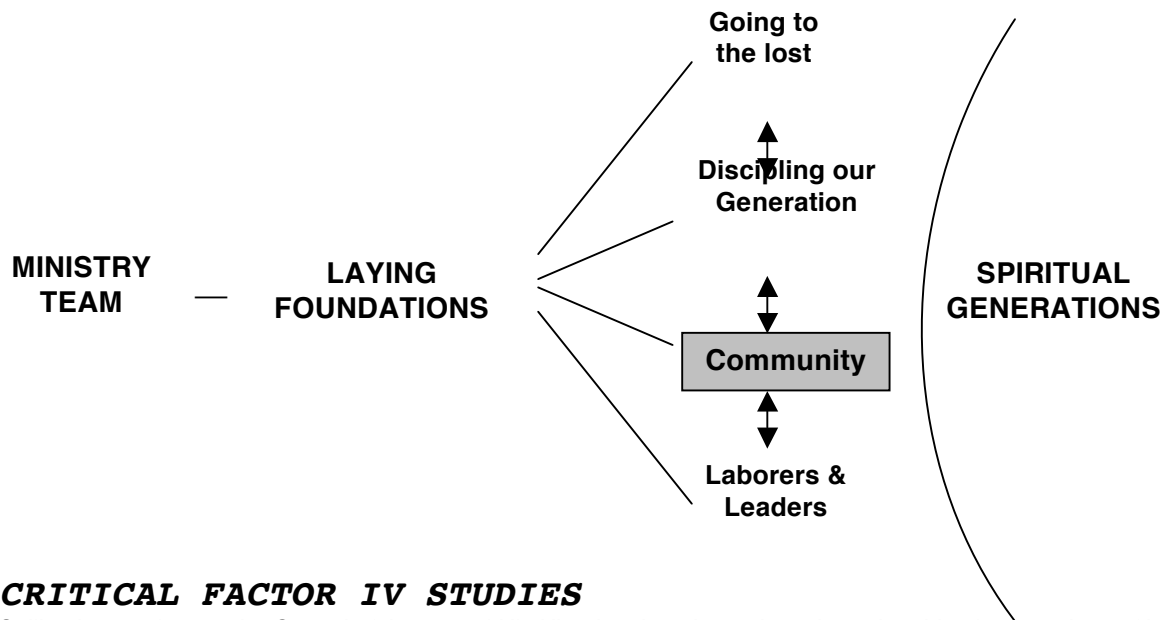 Going to
the lost
Discipling our
Generation
MINISTRY
TEAM
LAYING
FOUNDATIONS
SPIRITUAL
GENERATIONS
Community
Laborers &
Leaders
CRITICAL FACTOR IV STUDIES